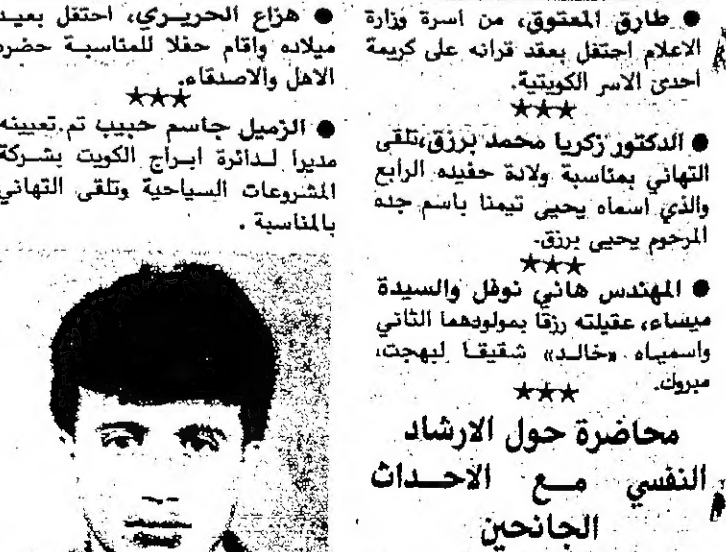 ● طارق المعتوق، من اسرة وزارة
الاعلام احتفل بعقد قرانه على كريمة
احدى الاسر الكويتية.
★★★
● الدكتور زكريا محمد برزق، تلقى
التهاني بمناسبة ولادة حفيده الرابع
والذي اسماه يحيى تيمنا باسم جده
المرحوم يحيى برزق.
★★★
● المهندس هاني نوفل والسيدة
ميساء، عقيلته رزقا بمولودهما الثاني
واسمياه «خالد» شقيقا لبهجت،
مبروك.
★★★
محاضرة حول الارشاد
النفسي مع الاحداث
الجانحين
● هزاع الحريري، احتفل بعيد
ميلاده واقام حفلا للمناسبة حضره
الاهل والاصدقاء.
★★★
● الزميل جاسم حبيب تم تعيينه
مديرا لدائرة ابراج الكويت بشركة
المشروعات السياحية وتلقى التهاني
بالمناسبة .